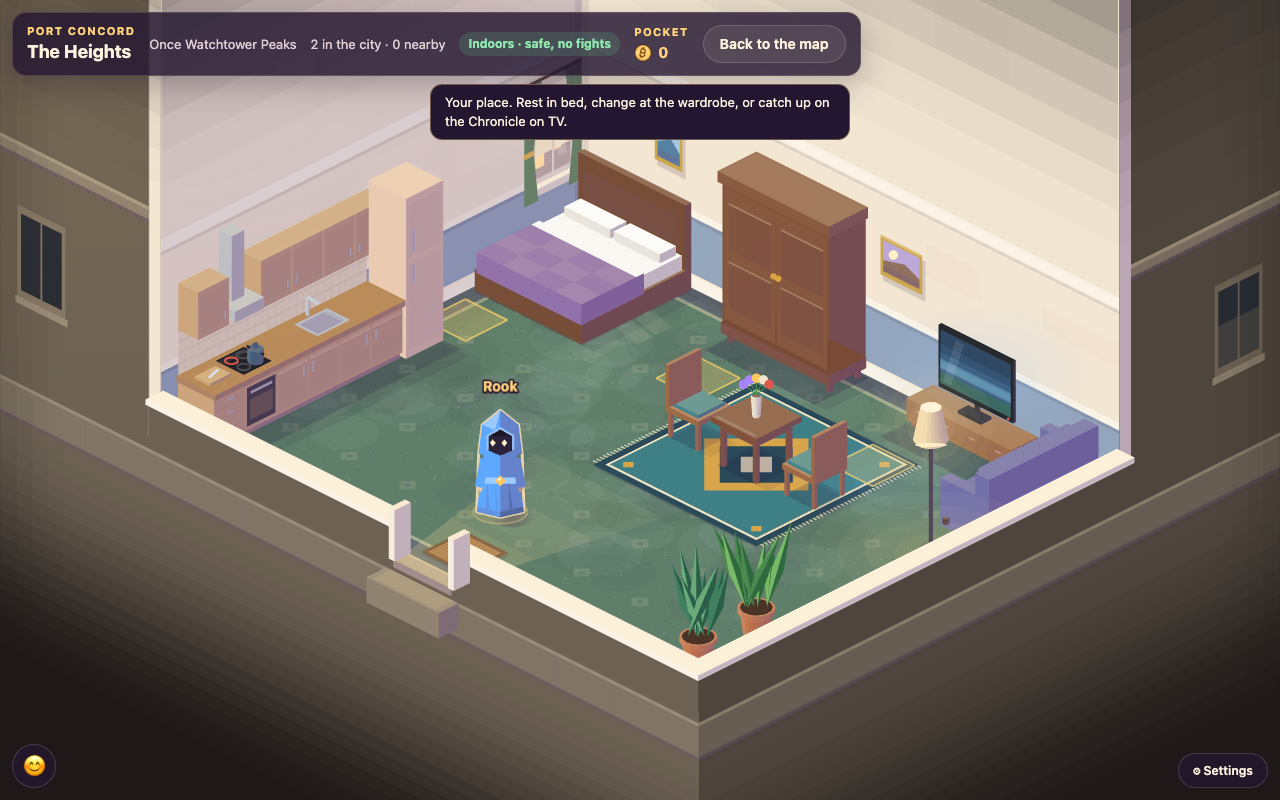 PORT CONCORD
The Heights
Once Watchtower Peaks
2 in the city · 0 nearby
Indoors · safe, no fights
POCKET
0
Back to the map
Your place. Rest in bed, change at the wardrobe, or catch up on
the Chronicle on TV.
Rook
Settings